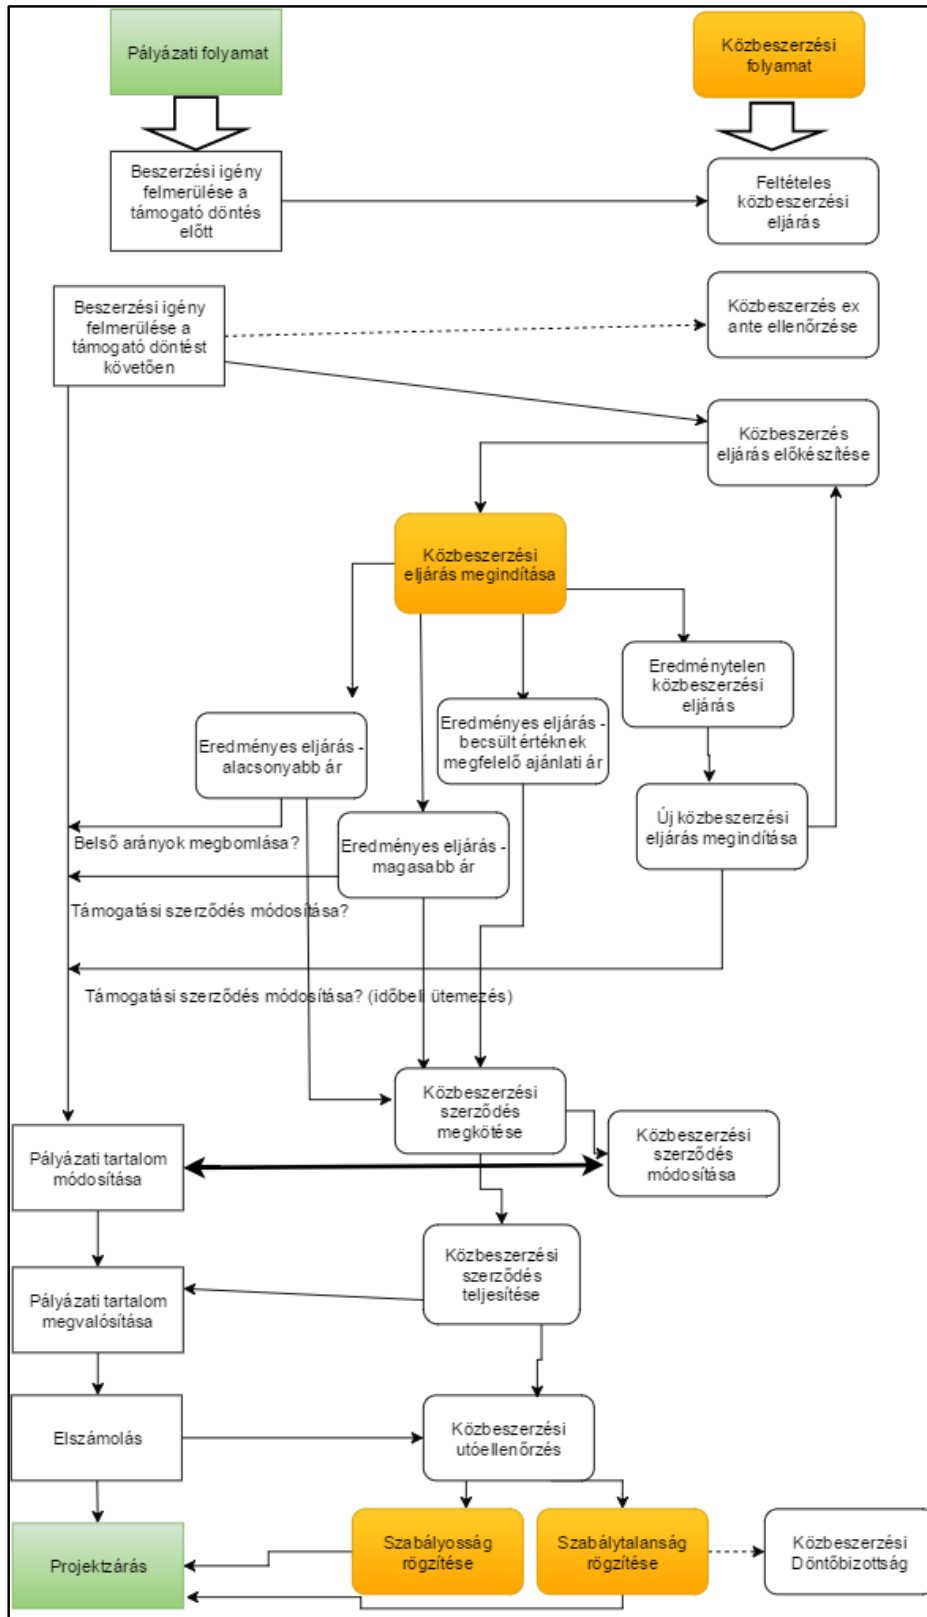 Pályázati folyamat
Közbeszerzési
folyamat
Beszerzési igény
felmerülése a
támogató döntés
előtt
Feltételes
közbeszerzési
eljárás
Beszerzési igény
felmerülése a
támogató döntést
követően
Közbeszerzés ex
ante ellenőrzése
Közbeszerzés
eljárás előkészítése
Közbeszerzési
eljárás megindítása
Eredménytelen
közbeszerzési
eljárás
Eredményes eljárás -
alacsonyabb ár
Eredményes eljárás -
becsült értéknek
megfelelő ajánlati ár
Új közbeszerzési
eljárás megindítása
Belső arányok megbomlása?
Eredményes eljárás -
magasabb ár
Támogatási szerződés módosítása?
Támogatási szerződés módosítása? (időbeli ütemezés)
Közbeszerzési
szerződés
megkötése
Közbeszerzési
szerződés
módosítása
Pályázati tartalom
módosítása
Közbeszerzési
szerződés
teljesítése
Pályázati tartalom
megvalósítása
Elszámolás
Közbeszerzési
utóellenőrzés
Projektzárás
Szabályosság
rögzítése
Szabálytalanság
rögzítése
Közbeszerzési
Döntőbizottság